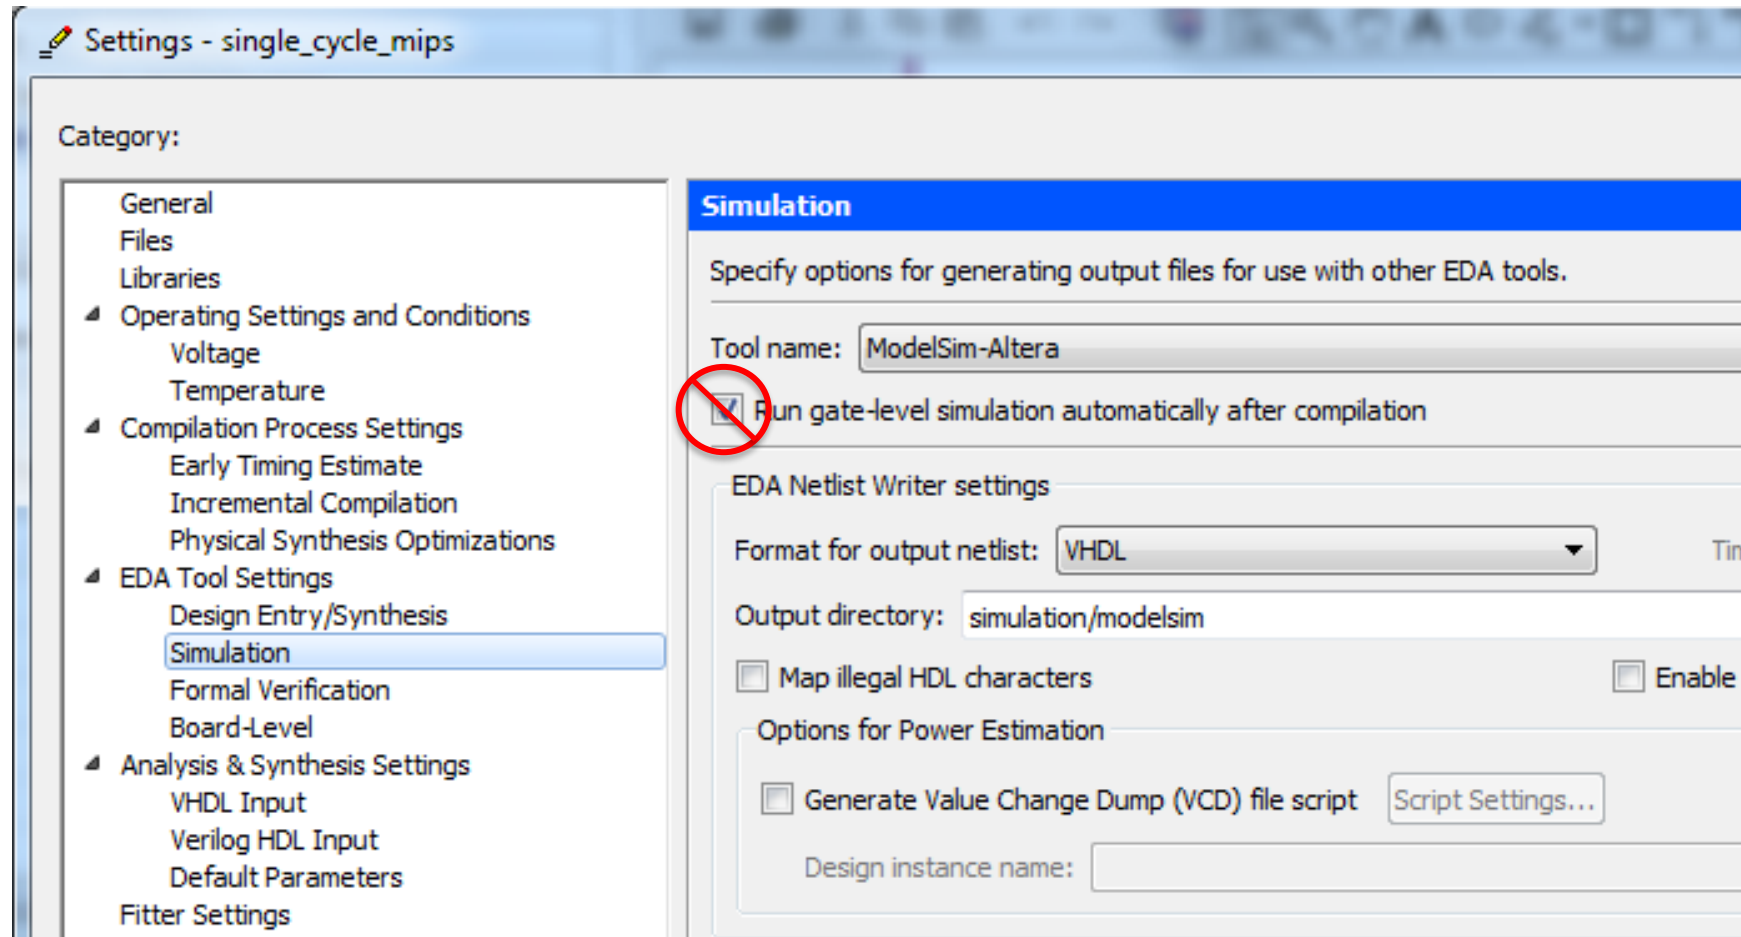 Settings - single_cycle_mips
Category:
General
Files
Libraries
Operating Settings and Conditions
Voltage
Temperature
Compilation Process Settings
Early Timing Estimate
Incremental Compilation
Physical Synthesis Optimizations
EDA Tool Settings
Design Entry/Synthesis
Simulation
Formal Verification
Board-Level
Analysis & Synthesis Settings
VHDL Input
Verilog HDL Input
Default Parameters
Fitter Settings
Simulation
Specify options for generating output files for use with other EDA tools.
Tool name: ModelSim-Altera
Run gate-level simulation automatically after compilation
EDA Netlist Writer settings
Format for output netlist: VHDL
Output directory: simulation/modelsim
Map illegal HDL characters Enable
Options for Power Estimation
Generate Value Change Dump (VCD) file script Script Settings...
Design instance name: